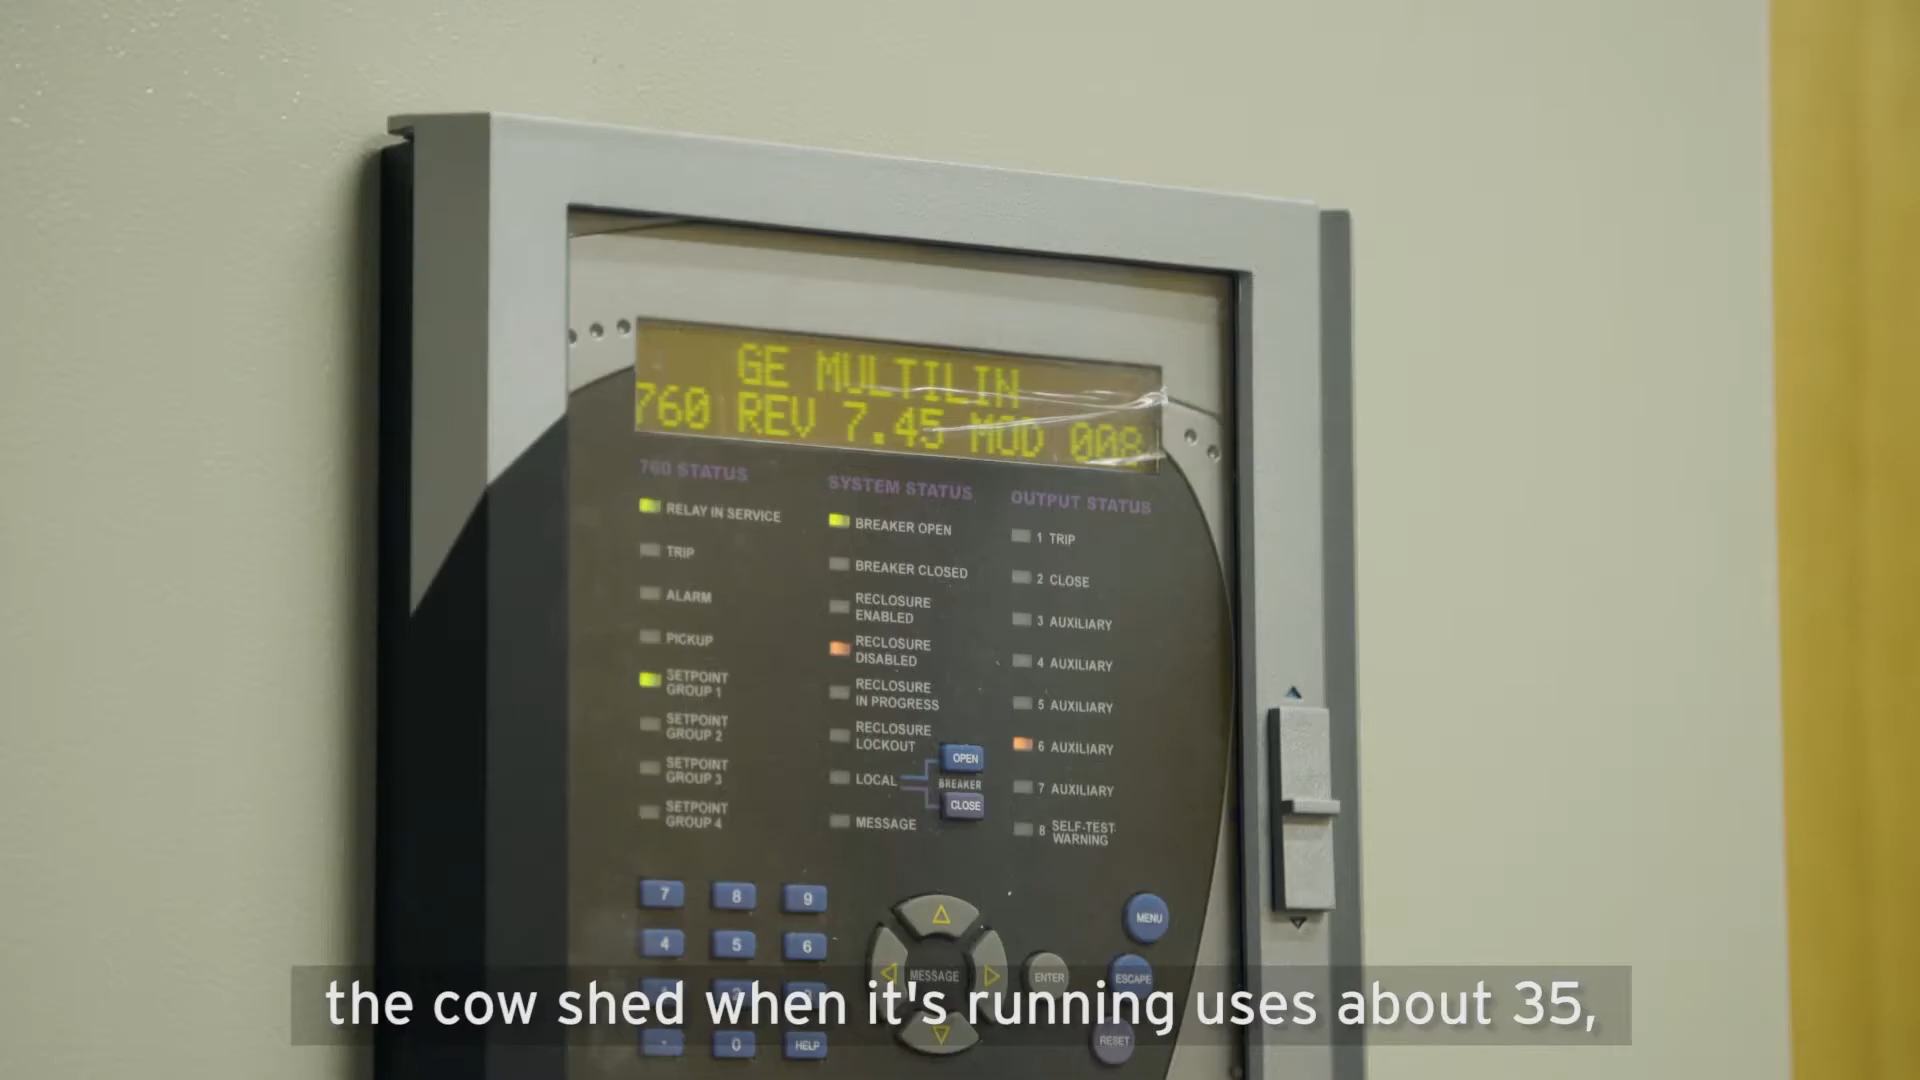 GE MULTILIN
760 REV 7.45 MOD 008
760 STATUS
RELAY IN SERVICE
TRIP
ALARM
PICKUP
SETPOINT
GROUP 1
SETPOINT
GROUP 2
SETPOINT
GROUP 3
SETPOINT
GROUP 4
SYSTEM STATUS
BREAKER OPEN
BREAKER CLOSED
RECLOSURE
ENABLED
RECLOSURE
DISABLED
RECLOSURE
IN PROGRESS
RECLOSURE
LOCKOUT
LOCAL
MESSAGE
OPEN
BREAKER
CLOSE
OUTPUT STATUS
1 TRIP
2 CLOSE
3 AUXILIARY
4 AUXILIARY
5 AUXILIARY
6 AUXILIARY
7 AUXILIARY
8 SELF-TEST
WARNING
7 8 9
4 5 6
0 HELP
MESSAGE
ENTER
MENU
ESCAPE
RESET
the cow shed when it's running uses about 35,